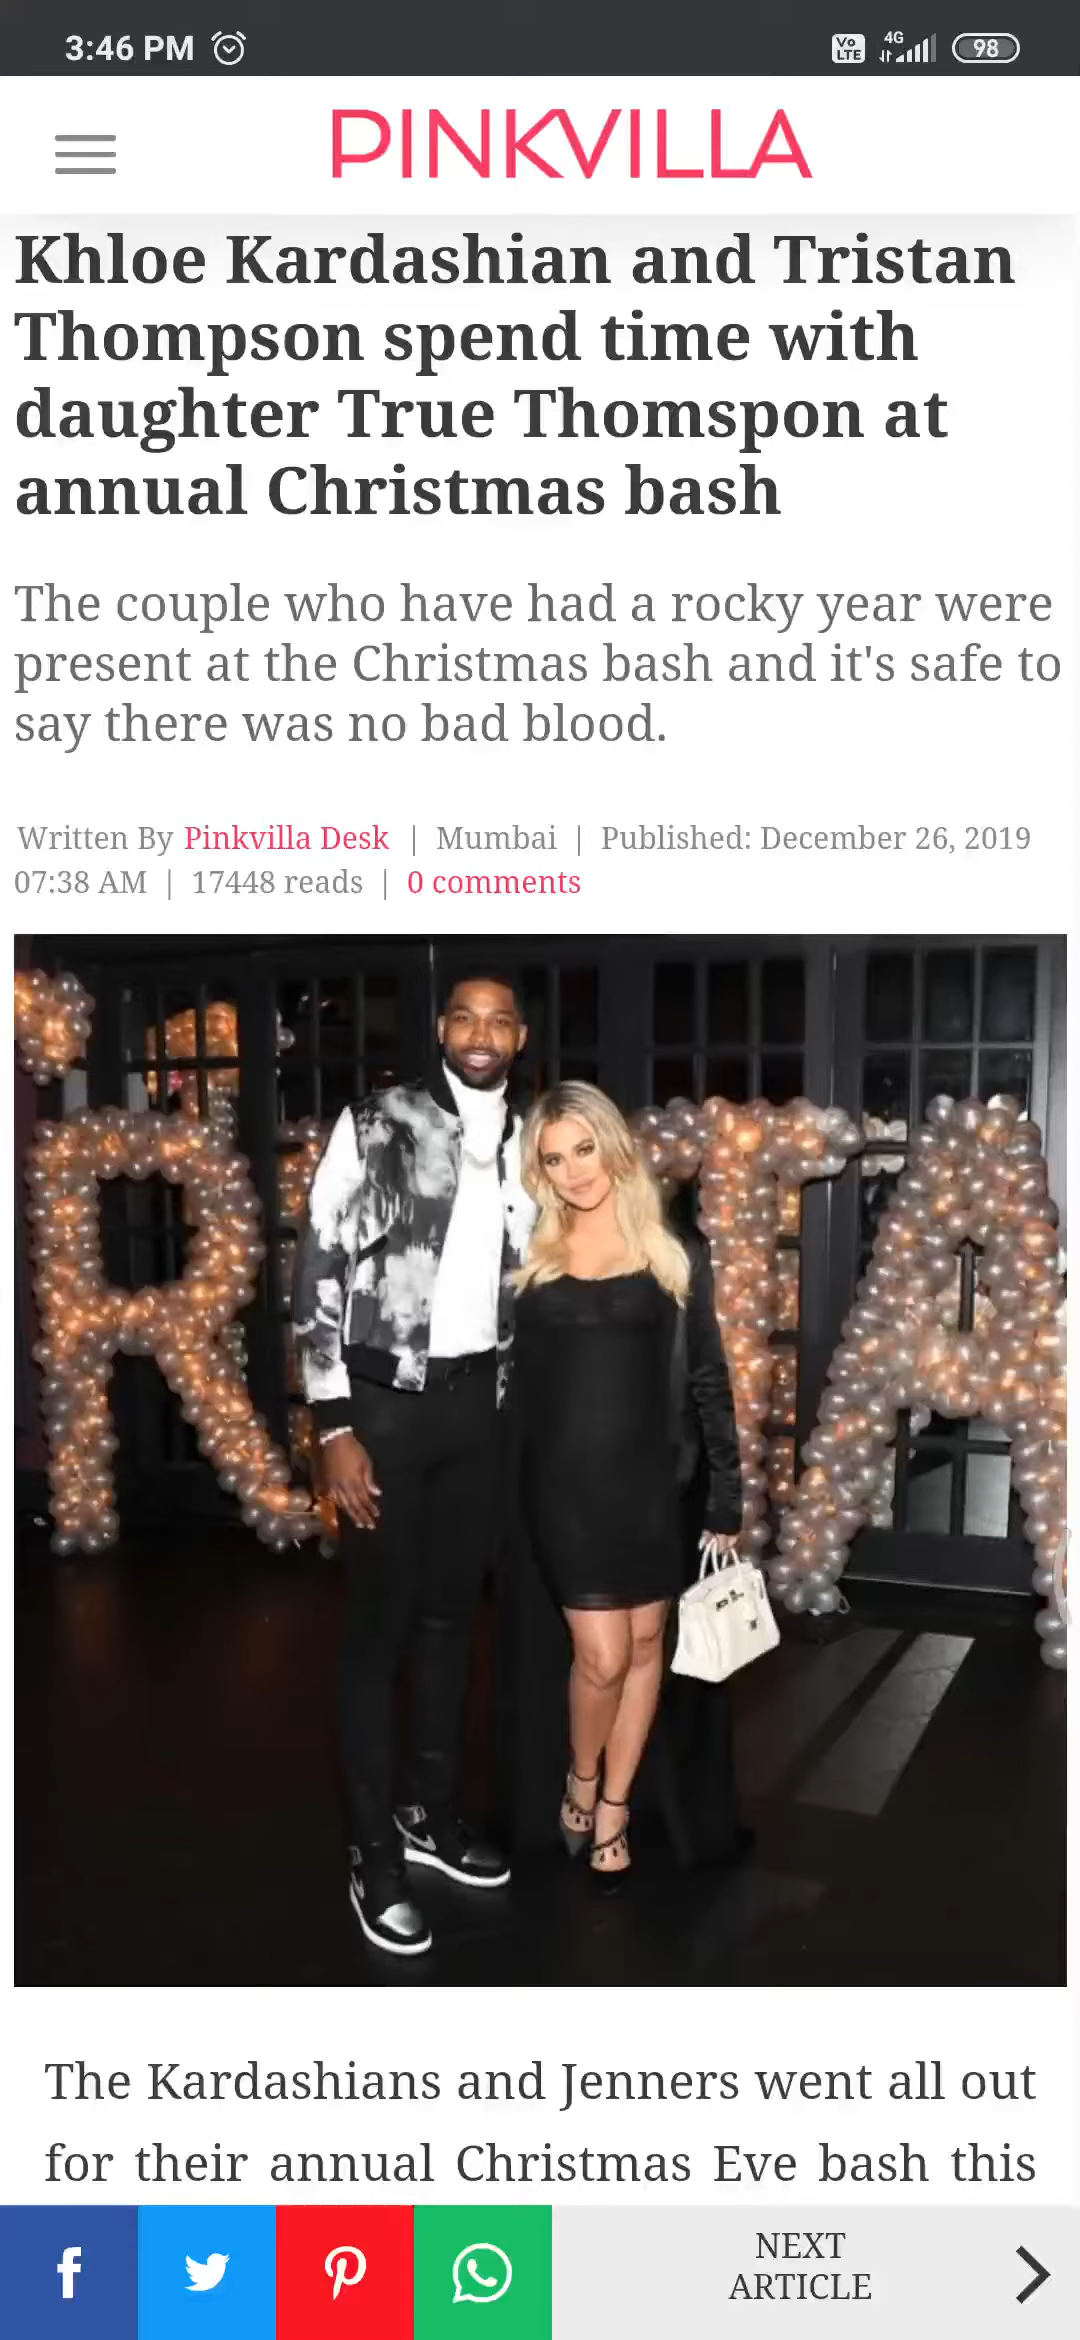 3:46 PM
Vo LTE 4G 98
PINKVILLA
Khloe Kardashian and Tristan
Thompson spend time with
daughter True Thomspon at
annual Christmas bash
The couple who have had a rocky year were
present at the Christmas bash and it's safe to
say there was no bad blood.
Written By Pinkvilla Desk | Mumbai | Published: December 26, 2019
07:38 AM | 17448 reads | 0 comments
R TA
The Kardashians and Jenners went all out
for their annual Christmas Eve bash this
NEXT
ARTICLE